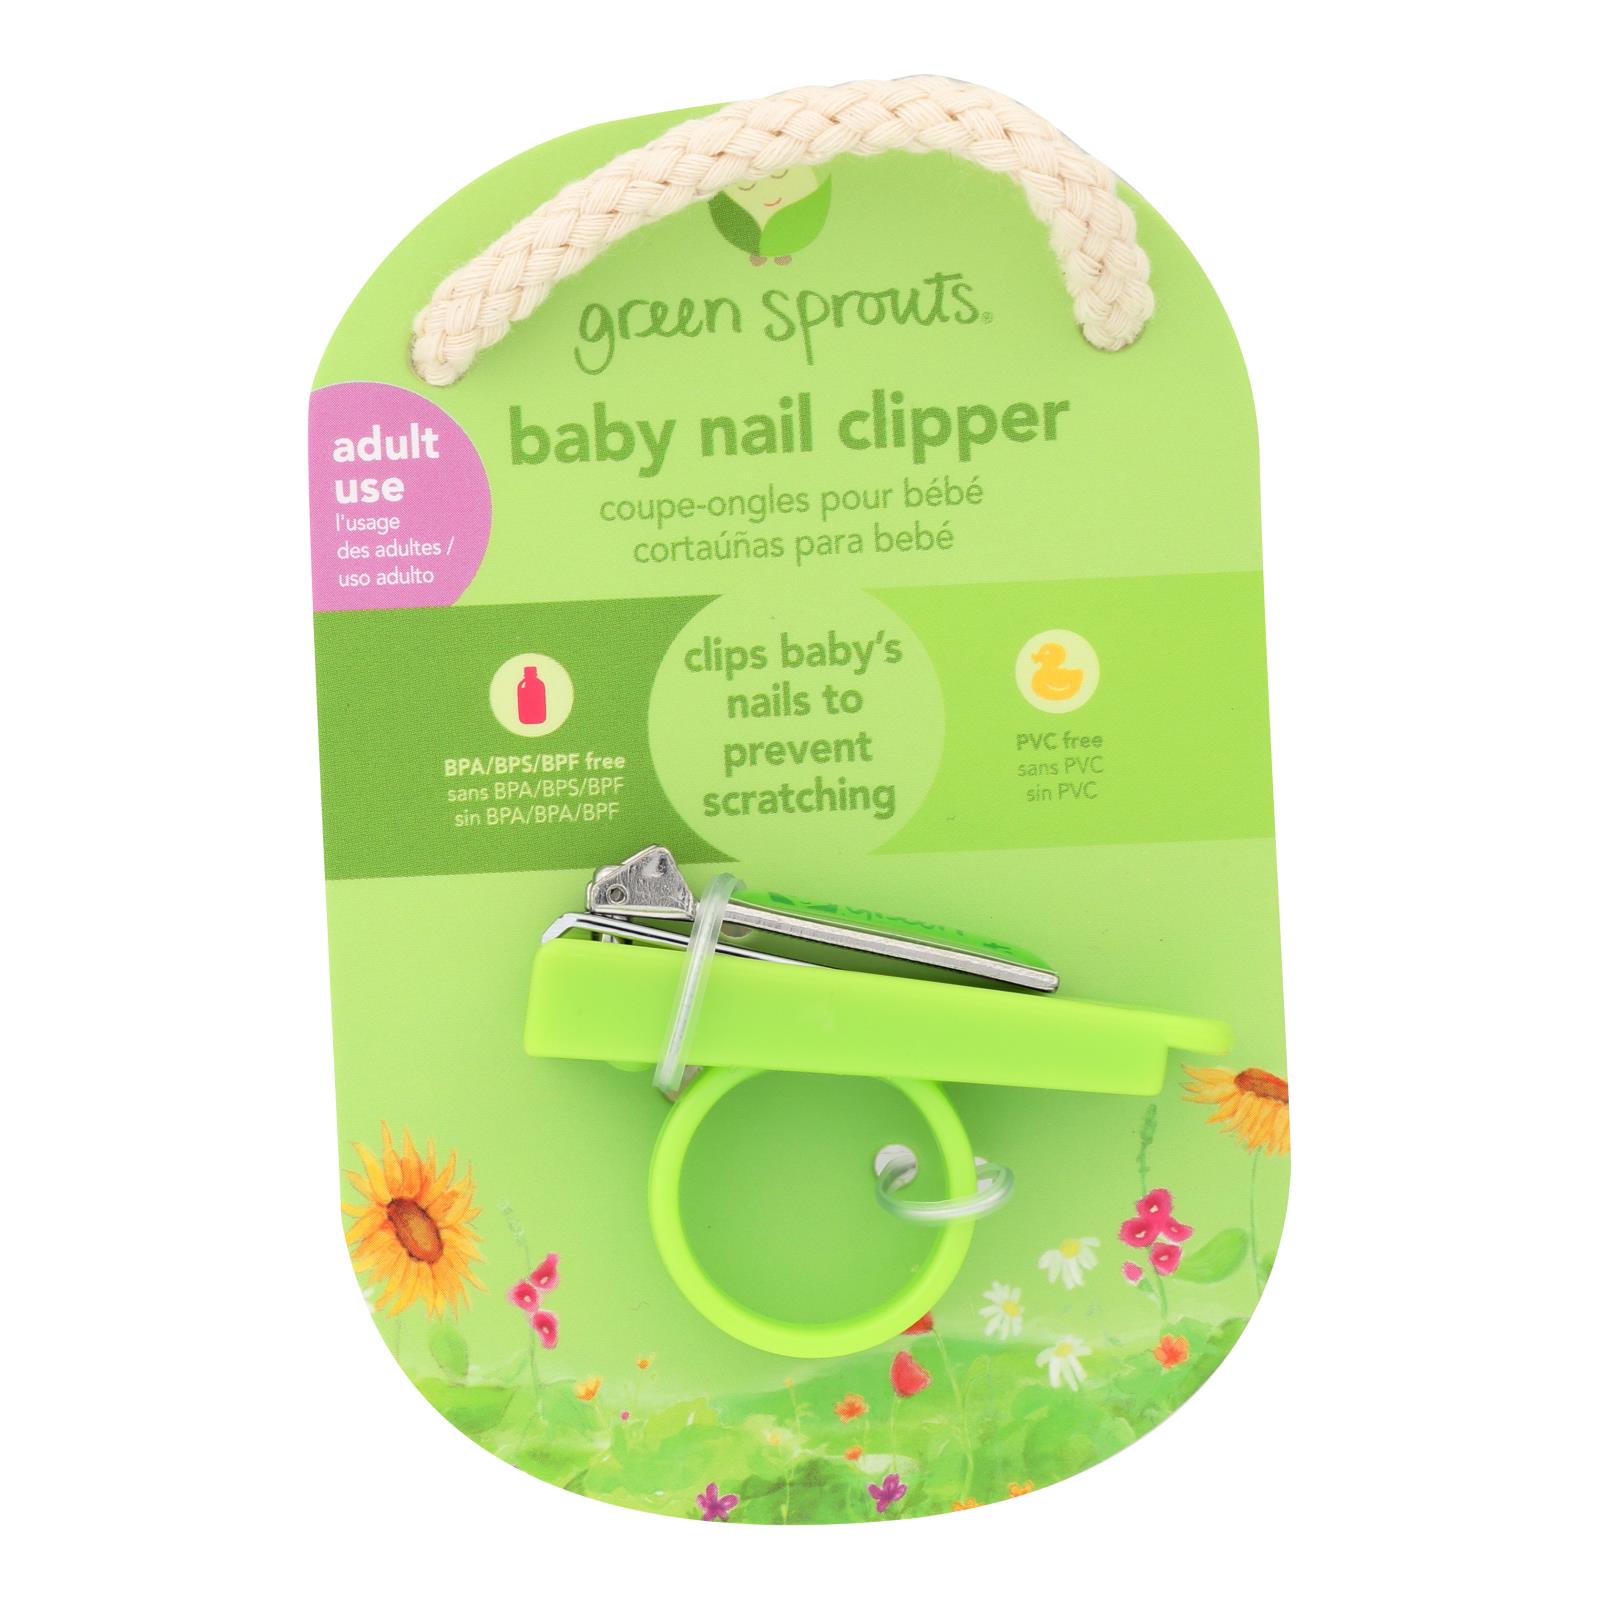 green sprouts®
baby nail clipper
coupe-ongles pour bébé
cortaúñas para bebé
adult
use
l'usage
des adultes /
uso adulto
BPA/BPS/BPF free
sans BPA/BPS/BPF
sin BPA/BPA/BPF
clips baby's
nails to
prevent
scratching
PVC free
sans PVC
sin PVC
green